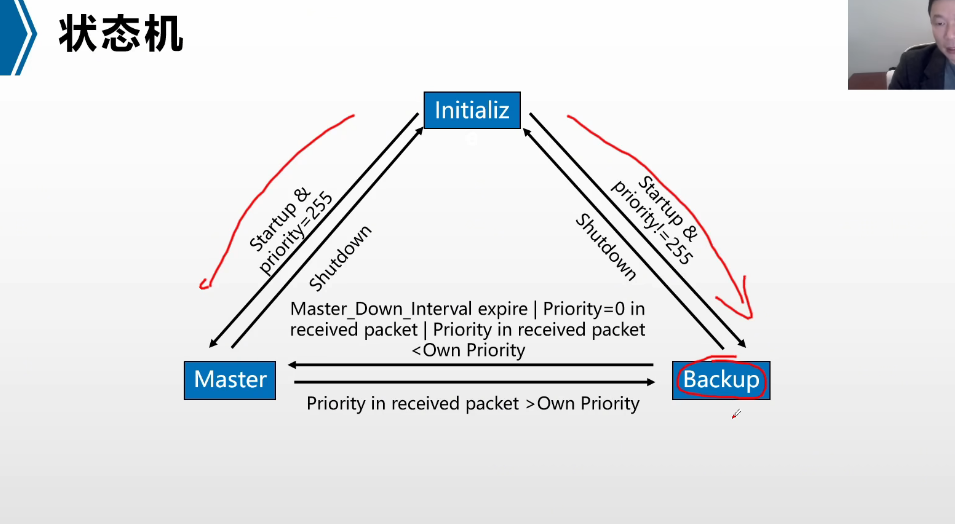 状态机
Initializ
Startup &
priority=255
Shutdown
Startup &
priority!=255
Shutdown
Master_Down_Interval expire | Priority=0 in
received packet | Priority in received packet
<Own Priority
Master
Backup
Priority in received packet >Own Priority